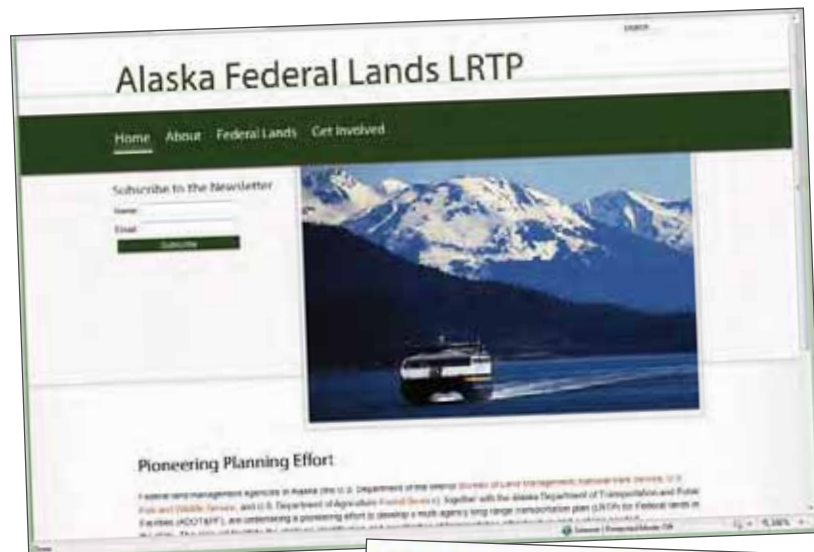 Alaska Federal Lands LRTP
Home About Federal Lands Get Involved
Subscribe to the Newsletter
Name
Email
Subscribe
Pioneering Planning Effort
Federal land management agencies in Alaska (the U.S. Department of the Interior Bureau of Land Management, National Park Service, U.S.
Fish and Wildlife Service, and U.S. Department of Agriculture Forest Service), together with the Alaska Department of Transportation and Public
Facilities (ADOT&PF), are undertaking a pioneering effort to develop a multi-agency long range transportation plan (LRTP) for Federal lands in